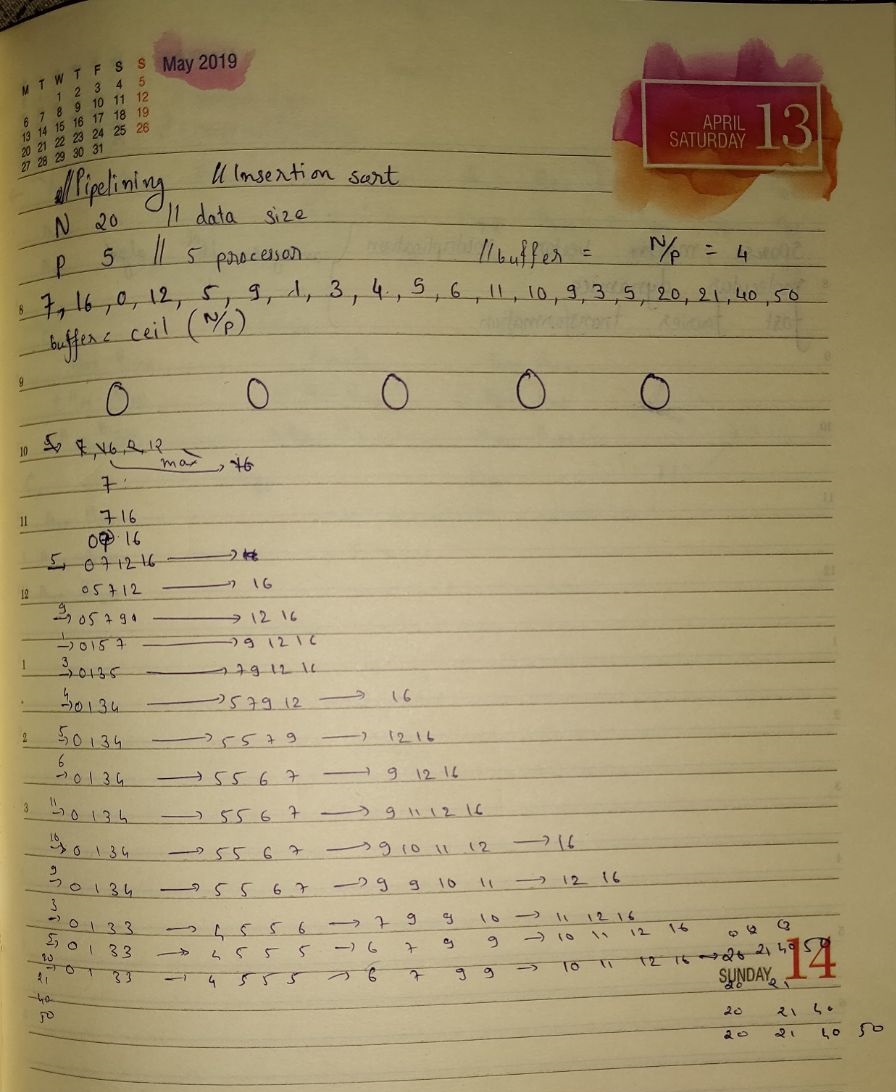 May 2019
M T W T F S S
1 2 3 4 5
6 7 8 9 10 11 12
13 14 15 16 17 18 19
20 21 22 23 24 25 26
27 28 29 30 31
APRIL
SATURDAY 13
// Pipelining // Insertion sort
N 20 // data size
P 5 // 5 processor // buffer = N/P = 4
8 7, 16, 0, 12, 5, 9, 1, 3, 4, 5, 6, 11, 10, 9, 3, 5, 20, 21, 40, 50
buffer = ceil (N/P)
9 O O O O O
10 7, 16, 12
max → 16
7
11 7 16
0 7 16
5, 0 7 12 16 →
12 0 5 7 12 → 16
9 → 0 5 7 9 → 12 16
1 → 0 1 5 7 → 9 12 16
1 3 → 0 1 3 5 → 7 9 12 16
4 → 0 1 3 4 → 5 7 9 12 → 16
2 5 → 0 1 3 4 → 5 5 7 9 → 12 16
6 → 0 1 3 4 → 5 5 6 7 → 9 12 16
3 11 → 0 1 3 4 → 5 5 6 7 → 9 11 12 16
10 → 0 1 3 4 → 5 5 6 7 → 9 10 11 12 → 16
9 → 0 1 3 4 → 5 5 6 7 → 9 9 10 11 → 12 16
3 → 0 1 3 3 → 4 5 5 6 → 7 9 9 10 → 11 12 16
5, 0 1 3 3 → 4 5 5 5 → 6 7 9 9 → 10 11 12 16
20 → 0 1 3 3 → 4 5 5 5 → 6 7 9 9 → 10 11 12 16 → 20 21 40 50
SUNDAY 14
21 20 21
40 20 21 40
50 20 21 40 50